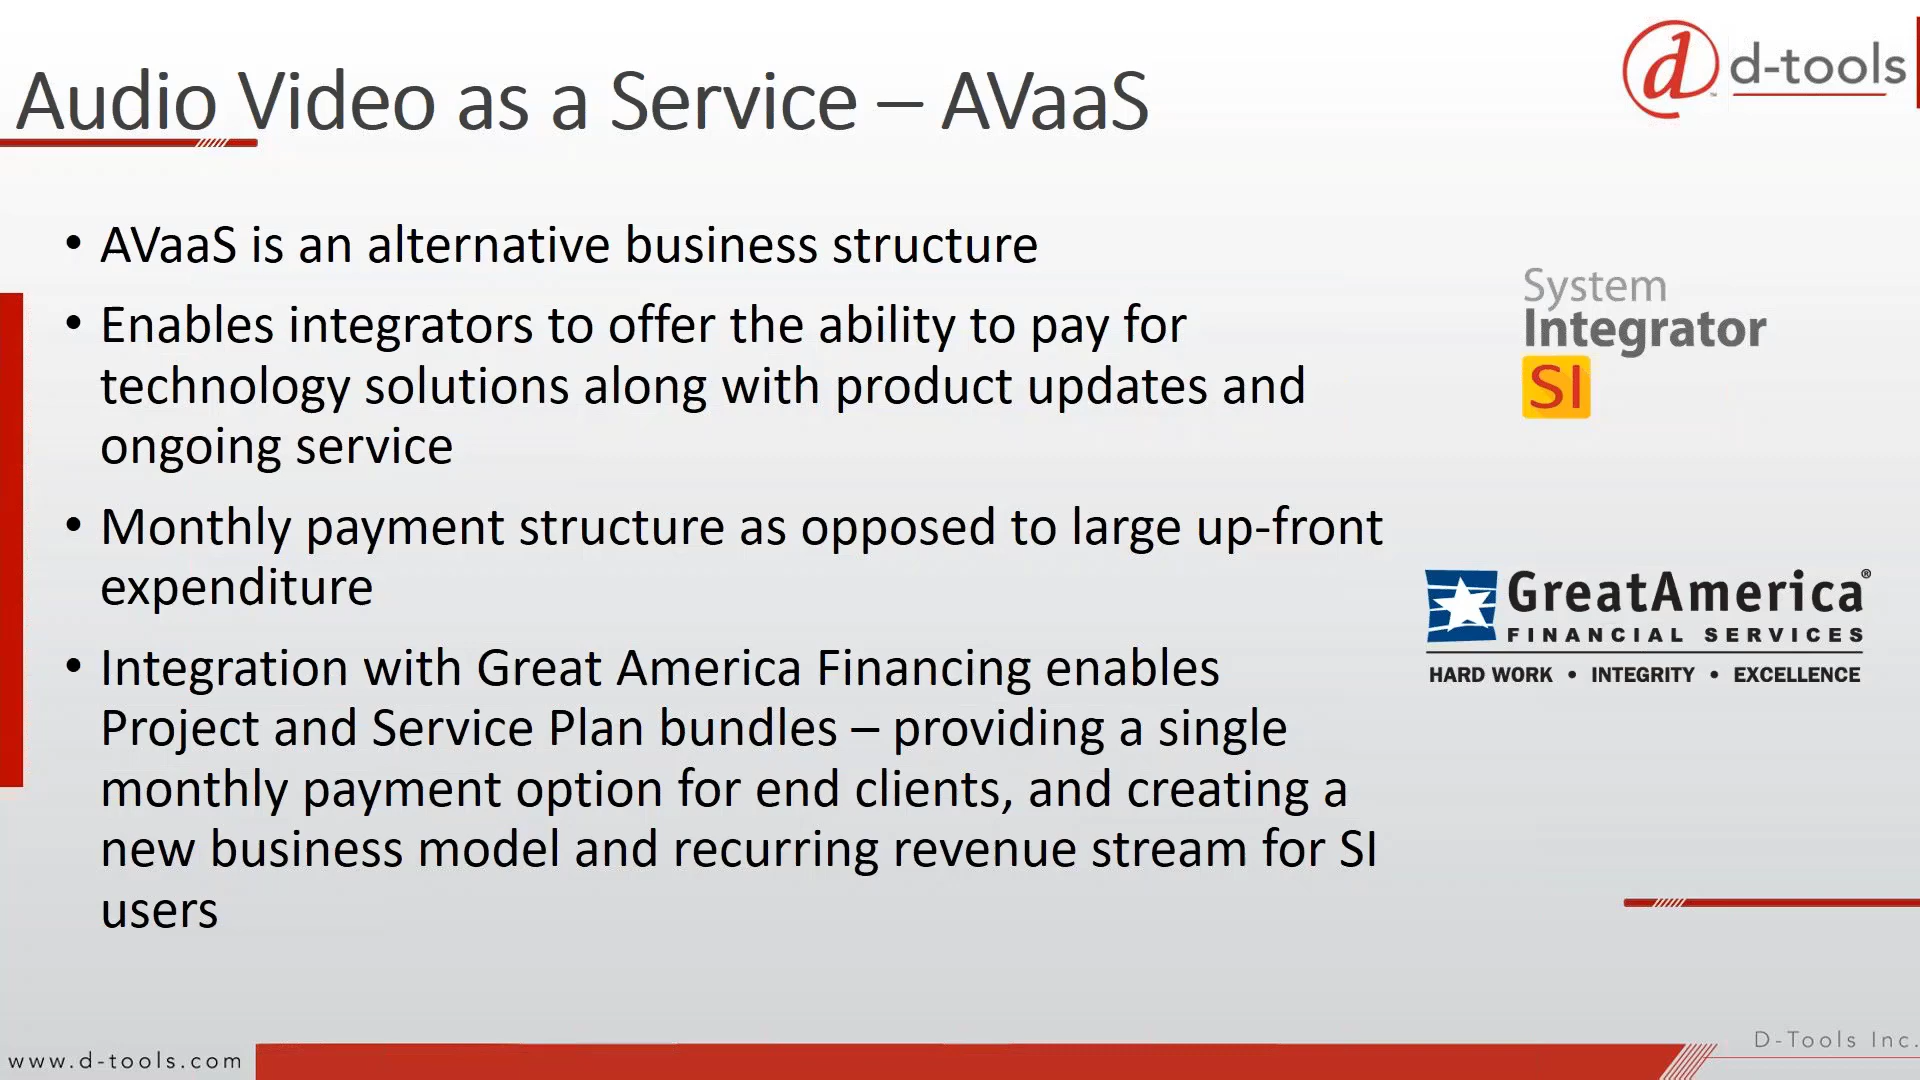 Audio Video as a Service – AVaaS
d d-tools
• AVaaS is an alternative business structure
• Enables integrators to offer the ability to pay for
technology solutions along with product updates and
ongoing service
• Monthly payment structure as opposed to large up-front
expenditure
• Integration with Great America Financing enables
Project and Service Plan bundles – providing a single
monthly payment option for end clients, and creating a
new business model and recurring revenue stream for SI
users
System
Integrator
SI
GreatAmerica®
FINANCIAL SERVICES
HARD WORK • INTEGRITY • EXCELLENCE
www.d-tools.com
D-Tools Inc.